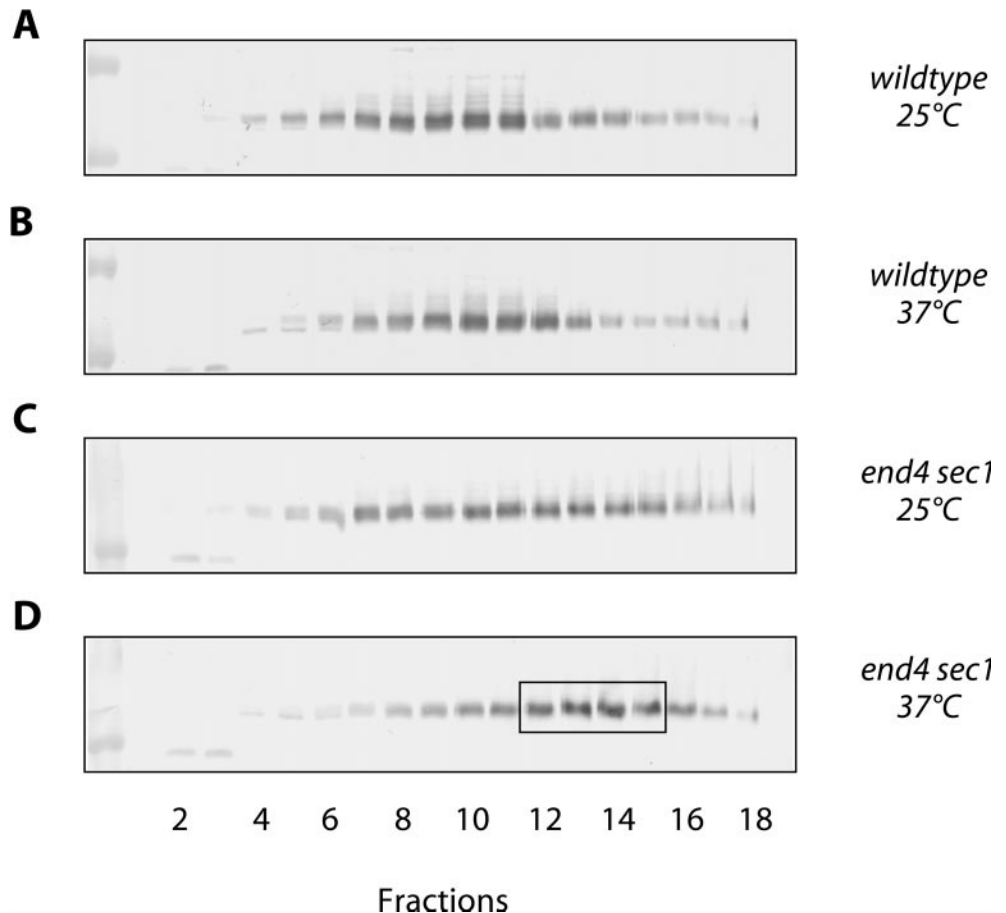 A
wildtype
25°C
B
wildtype
37°C
C
end4 sec1
25°C
D
end4 sec1
37°C
2 4 6 8 10 12 14 16 18
Fractions